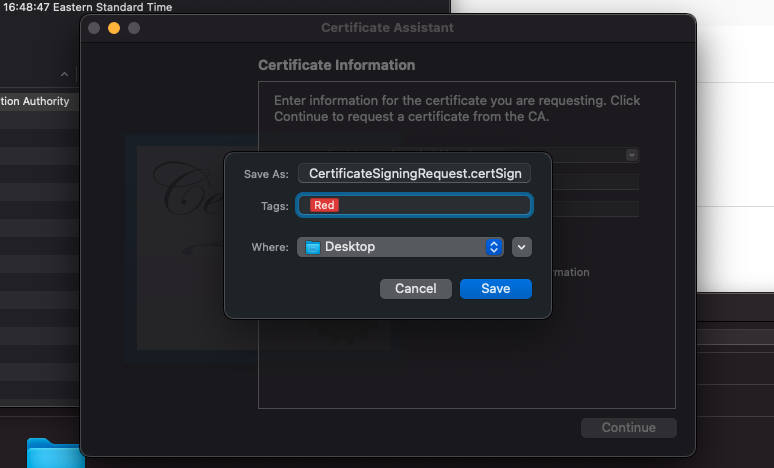 16:48:47 Eastern Standard Time
Certificate Assistant
tion Authority
Certificate Information
Enter information for the certificate you are requesting. Click
Continue to request a certificate from the CA.
Save As: CertificateSigningRequest.certSign
Tags: Red
Where: Desktop
rmation
Cancel Save
Continue